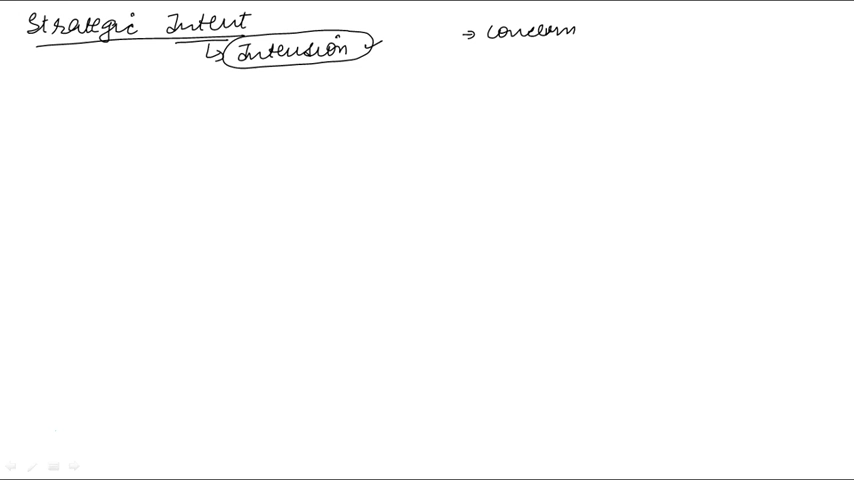 Strategic Intent
↳ Intension
→ concern